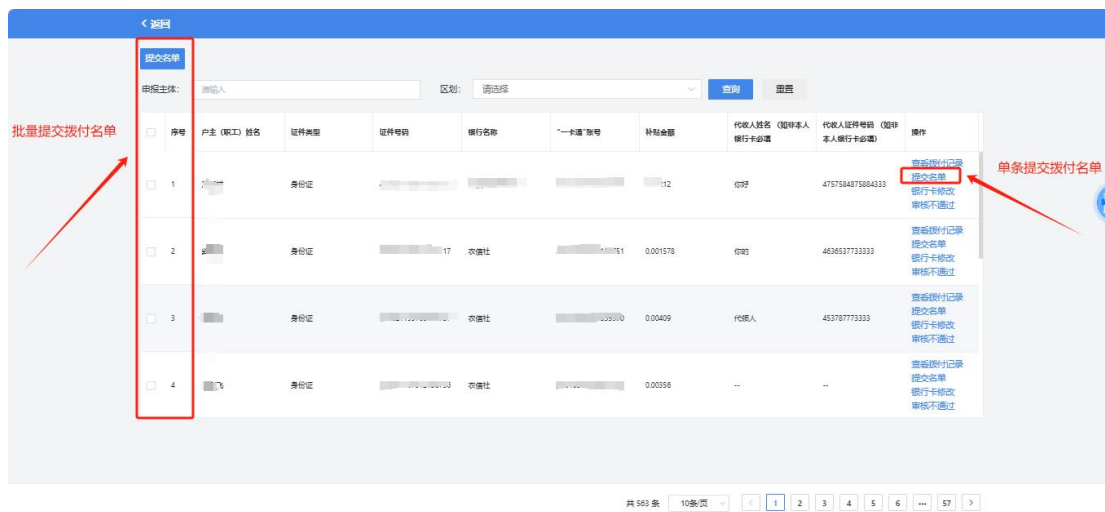 < 返回
提交名单
申报主体: 请输入 区划: 请选择 查询 重置
批量提交拨付名单
序号 户主（职工）姓名 证件类型 证件号码 银行名称 "一卡通"账号 补贴金额 代收人姓名（如非本人银行卡必填 代收人证件号码（如非本人银行卡必填) 操作
1 身份证 :12 你好 4757584875884333
查看拨付记录
提交名单
银行卡修改
审核不通过
单条提交拨付名单
2 身份证 17 农信社 751 0.001578 你的 4636537733333
查看拨付记录
提交名单
银行卡修改
审核不通过
3 身份证 农信社 0.00409 代领人 453787773333
查看拨付记录
提交名单
银行卡修改
审核不通过
4 身份证 农信社 0.00356 -- --
查看拨付记录
提交名单
银行卡修改
审核不通过
共 563 条 10条/页 < 1 2 3 4 5 6 ••• 57 >